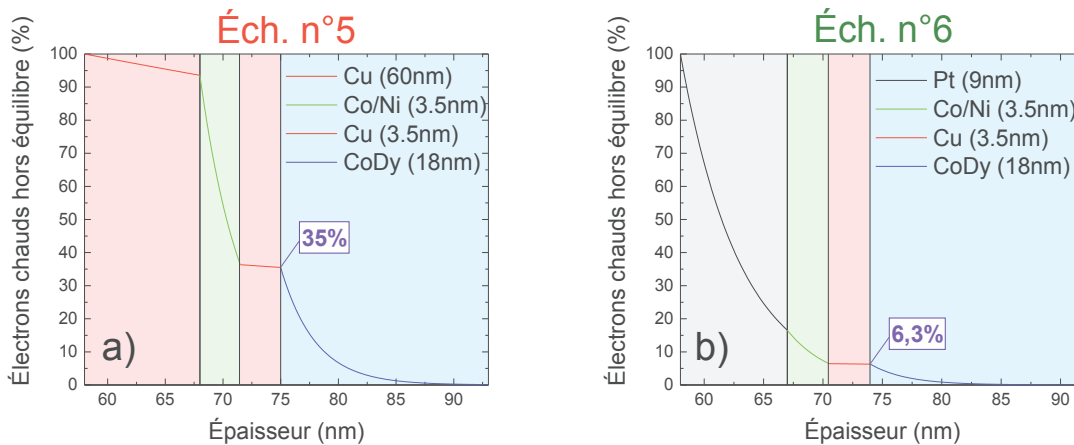 Éch. n°5
Électrons chauds hors équilibre (%)
100
90
80
70
60
50
40
30
20
10
0
Cu (60nm)
Co/Ni (3.5nm)
Cu (3.5nm)
CoDy (18nm)
35%
a)
60 65 70 75 80 85 90
Épaisseur (nm)
Éch. n°6
Électrons chauds hors équilibre (%)
100
90
80
70
60
50
40
30
20
10
0
Pt (9nm)
Co/Ni (3.5nm)
Cu (3.5nm)
CoDy (18nm)
6,3%
b)
60 65 70 75 80 85 90
Épaisseur (nm)